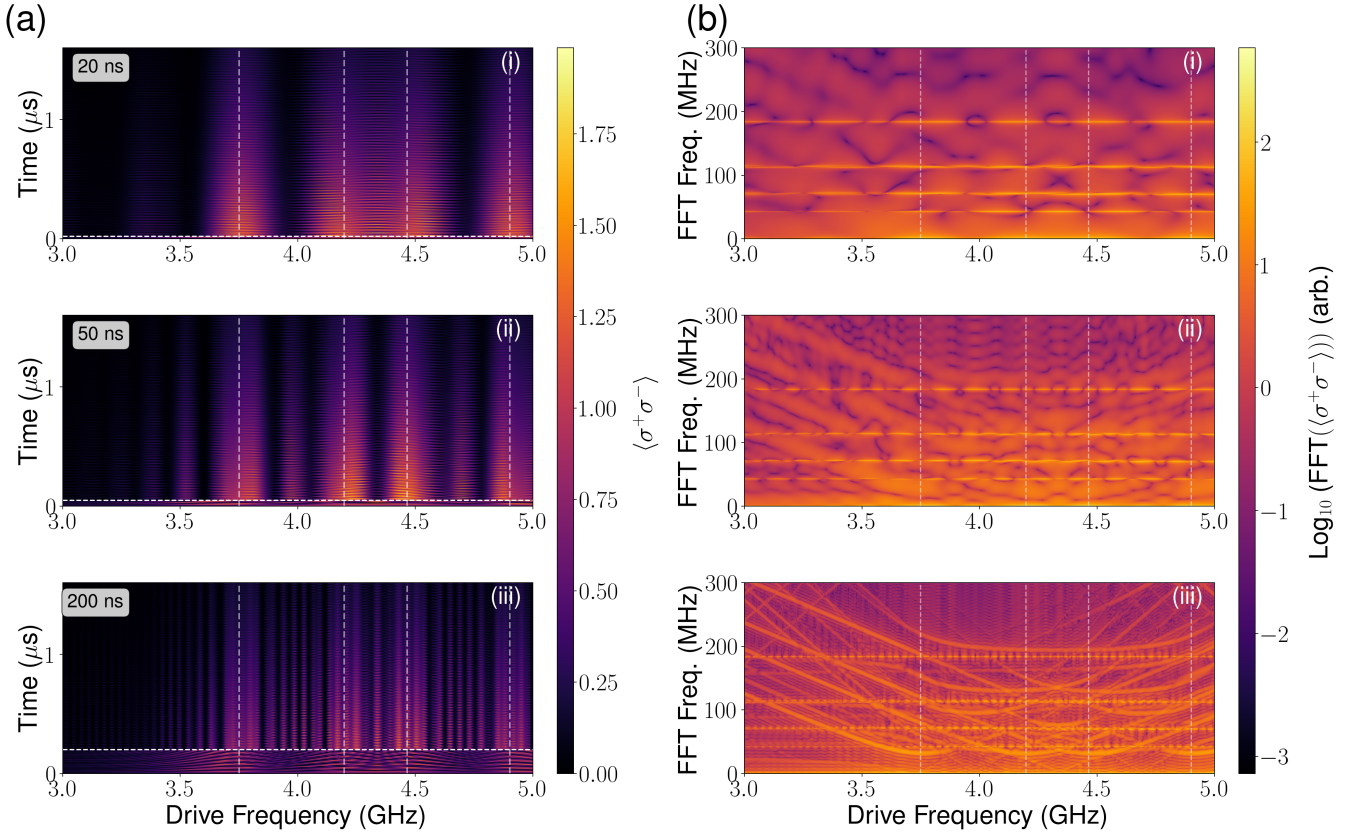 (a)
(b)
20 ns
(i)
Time (μs)
1
0
3.0 3.5 4.0 4.5 5.0
50 ns
(ii)
Time (μs)
1
0
3.0 3.5 4.0 4.5 5.0
200 ns
(iii)
Time (μs)
1
0
3.0 3.5 4.0 4.5 5.0
Drive Frequency (GHz)
1.75
1.50
1.25
1.00
0.75
0.50
0.25
0.00
⟨σ⁺σ⁻⟩
(i)
FFT Freq. (MHz)
300
200
100
0
3.0 3.5 4.0 4.5 5.0
(ii)
FFT Freq. (MHz)
300
200
100
0
3.0 3.5 4.0 4.5 5.0
(iii)
FFT Freq. (MHz)
300
200
100
0
3.0 3.5 4.0 4.5 5.0
Drive Frequency (GHz)
2
1
0
−1
−2
−3
Log₁₀ (FFT(⟨σ⁺σ⁻⟩)) (arb.)